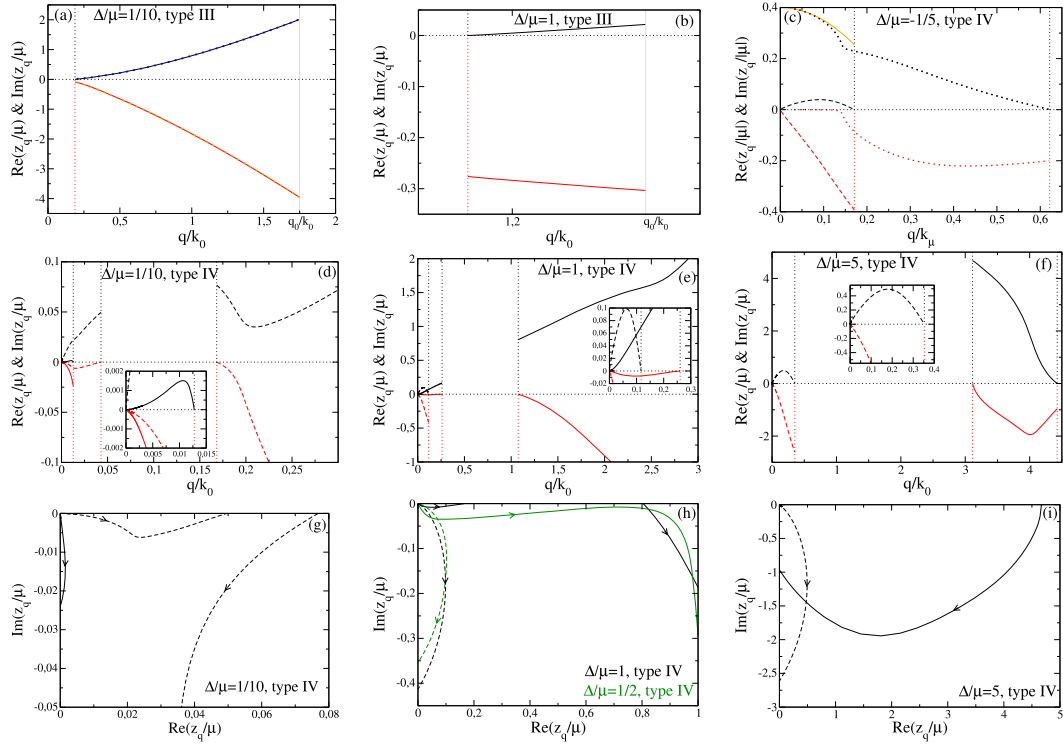 (a) Δ/μ=1/10, type III
Re(z_q/μ) & Im(z_q/μ)
2
1
0
-1
-2
-3
-4
0 0,5 1 1,5 q_0/k_0 2
q/k_0
Δ/μ=1, type III (b)
Re(z_q/μ) & Im(z_q/μ)
0
-0,1
-0,2
-0,3
1,2 q_0/k_0
q/k_0
(c) Δ/μ=-1/5, type IV
Re(z_q/|μ|) & Im(z_q/|μ|)
0,4
0,2
0
-0,2
0,4
0 0,1 0,2 0,3 0,4 0,5 0,6
q/k_μ
Δ/μ=1/10, type IV (d)
Re(z_q/μ) & Im(z_q/μ)
0,1
0,05
0
-0,05
-0,1
0 0,05 0,1 0,15 0,2 0,25
q/k_0
0,002
0,001
0
-0,001
-0,002
0 0,005 0,01 0,015
Δ/μ=1, type IV (e)
Re(z_q/μ) & Im(z_q/μ)
2
1,5
1
0,5
0
-0,5
-1
0 0,5 1 1,5 2 2,5 3
q/k_0
0,1
0,08
0,06
0,04
0,02
0
-0,02
0 0,1 0,2 0,3 0,4
Δ/μ=5, type IV (f)
Re(z_q/μ) & Im(z_q/μ)
4
2
0
-2
0 1 2 3 4
q/k_0
0,4
0,2
0
-0,2
-0,4
0 0,1 0,2 0,3 0,4
(g)
Im(z_q/μ)
0
-0,01
-0,02
-0,03
-0,04
-0,05
Δ/μ=1/10, type IV
0 0,02 0,04 0,06 0,08
Re(z_q/μ)
(h)
Im(z_q/μ)
0
-0,1
-0,2
-0,3
-0,4
Δ/μ=1, type IV
Δ/μ=1/2, type IV
0 0,2 0,4 0,6 0,8 1
Re(z_q/μ)
(i)
Im(z_q/μ)
0
-0,5
-1
-1,5
-2
-2,5
-3
Δ/μ=5, type IV
0 1 2 3 4 5
Re(z_q/μ)